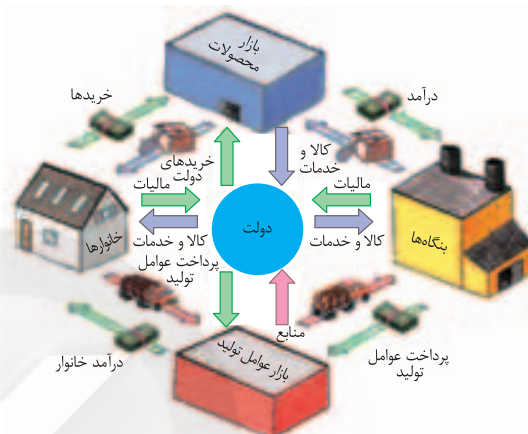 بازار
محصولات
درآمد
خریدها
کالا و
خدمات
خریدهای
دولت
مالیات
مالیات
بنگاه‌ها
دولت
خانوارها
کالا و خدمات
کالا و خدمات
پرداخت عوامل
تولید
منابع
بازار عوامل تولید
پرداخت عوامل
تولید
درآمد خانوار